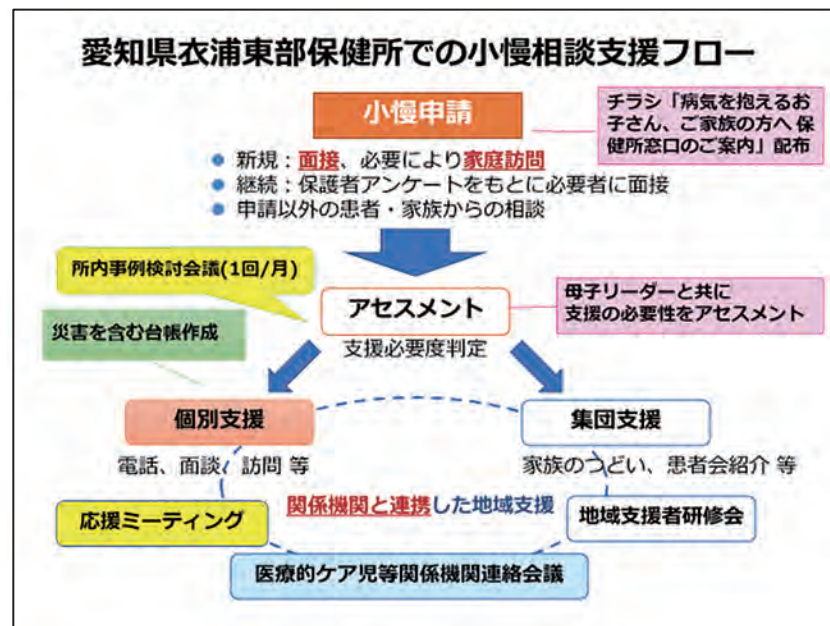 愛知県衣浦東部保健所での小慢相談支援フロー
小慢申請
チラシ「病気を抱えるお
子さん、ご家族の方へ 保
健所窓口のご案内」配布
● 新規：面接、必要により家庭訪問
● 継続：保護者アンケートをもとに必要者に面接
● 申請以外の患者・家族からの相談
所内事例検討会議(1回/月)
アセスメント
母子リーダーと共に
支援の必要性をアセスメント
災害を含む台帳作成
支援必要度判定
個別支援
集団支援
電話、面談、訪問 等
家族のつどい、患者会紹介 等
応援ミーティング
関係機関と連携した地域支援
地域支援者研修会
医療的ケア児等関係機関連絡会議